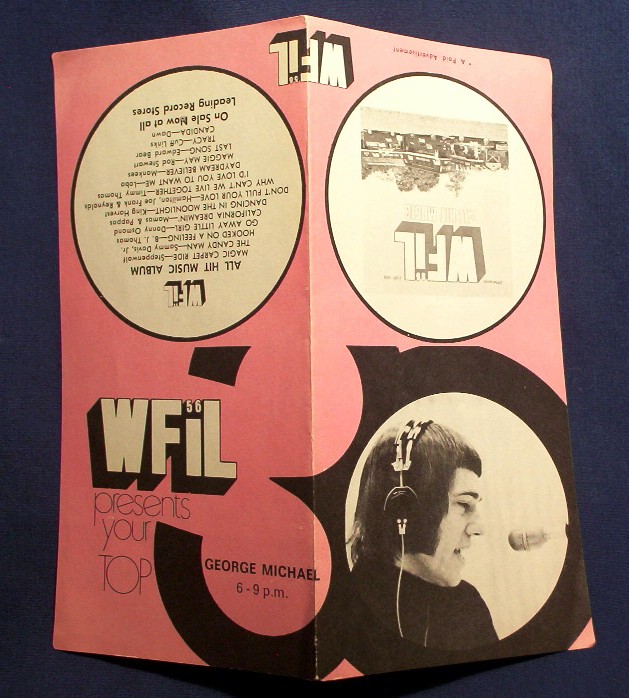 WFiL
56
presents
your
TOP
30
GEORGE MICHAEL
6-9 p.m.
WFiL
ALL HIT MUSIC ALBUM
MAGIC CARPET RIDE—Steppenwolf
THE CANDY MAN—Sammy Davis, Jr.
HOOKED ON A FEELING—B. J. Thomas
GO AWAY LITTLE GIRL—Donny Osmond
CALIFORNIA DREAMIN'—Mamas & Pappas
DANCING IN THE MOONLIGHT—King Harvest
DON'T PULL YOUR LOVE—Hamilton, Joe Frank & Reynolds
WHY CAN'T WE LIVE TOGETHER—Timmy Thomas
I'D LOVE YOU TO WANT ME—Lobo
DAYDREAM BELIEVER—Monkees
MAGGIE MAY—Rod Stewart
LAST SONG—Edward Bear
TRACY—Cuff Links
CANDIDA—Dawn
On Sale Now at all
Leading Record Stores
WFiL
ALL HIT MUSIC
WFiL
56
* A Paid Advertisement